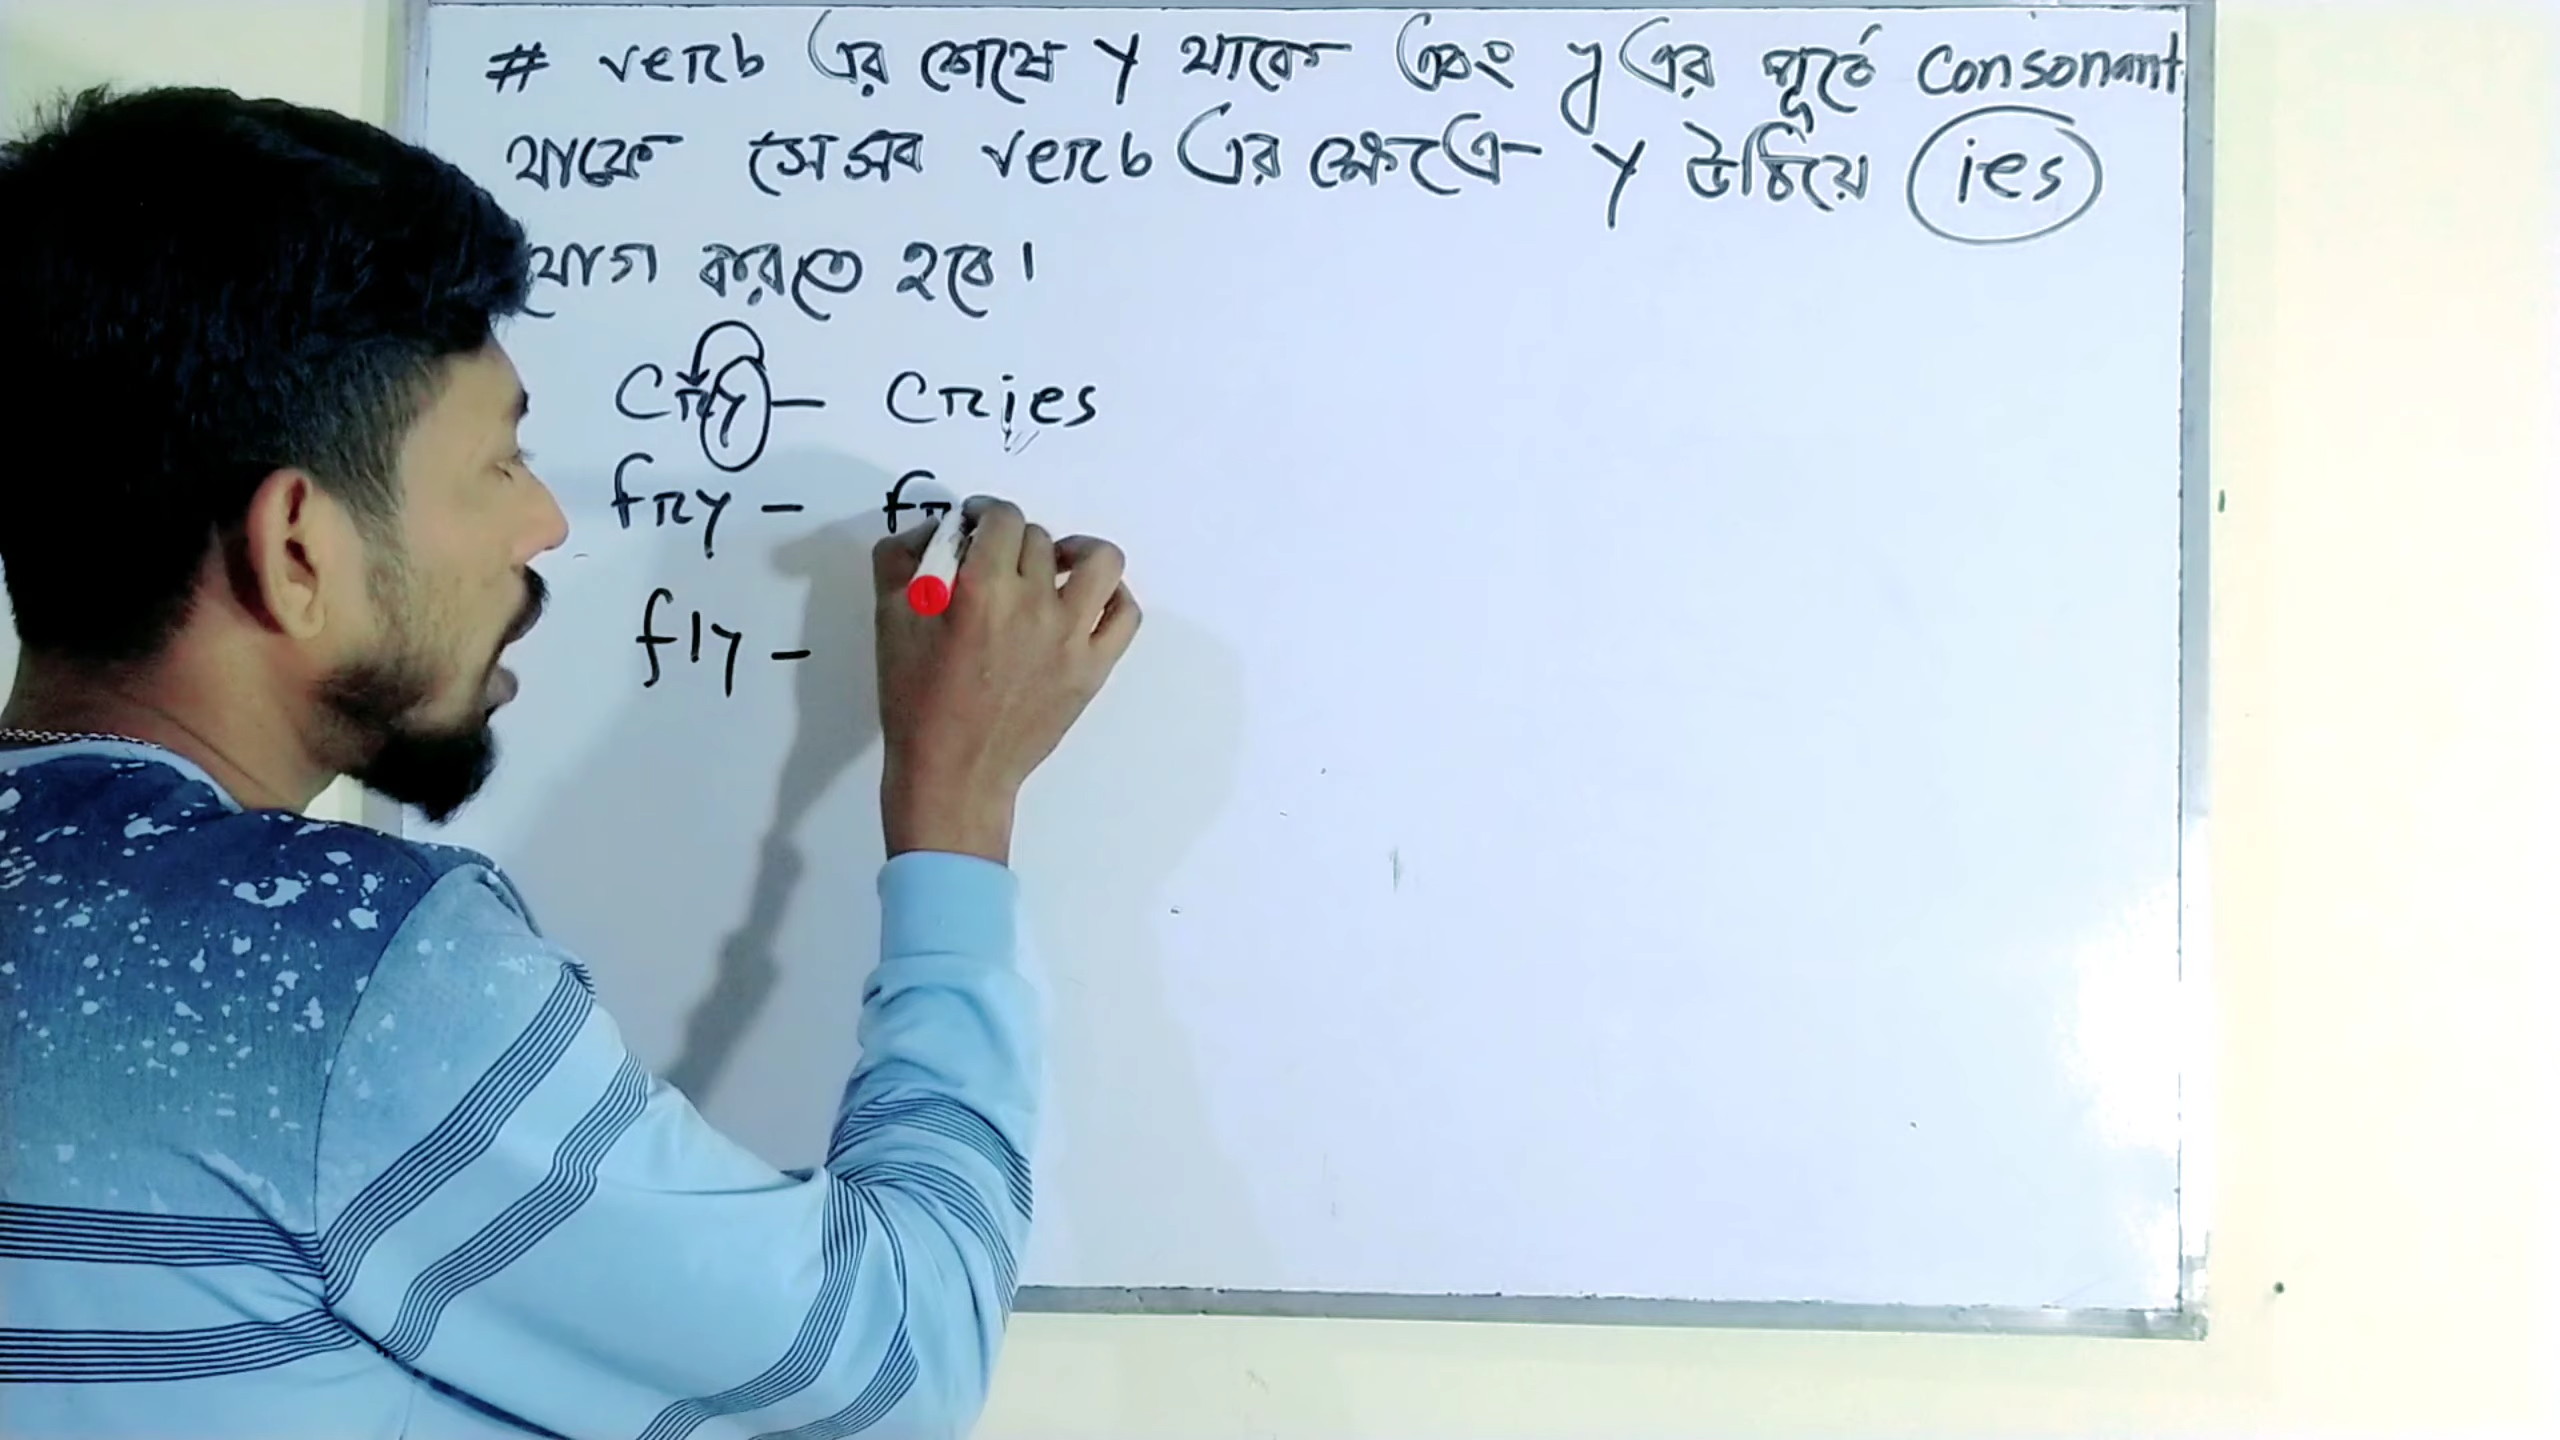 # verb এর শেষে y থাকে এবং y এর পূর্বে consonant
থাকে সেসব verb এর ক্ষেত্রে y উঠিয়ে ies
যোগ করতে হবে।
Cry - Cries
fry - fr
fly -